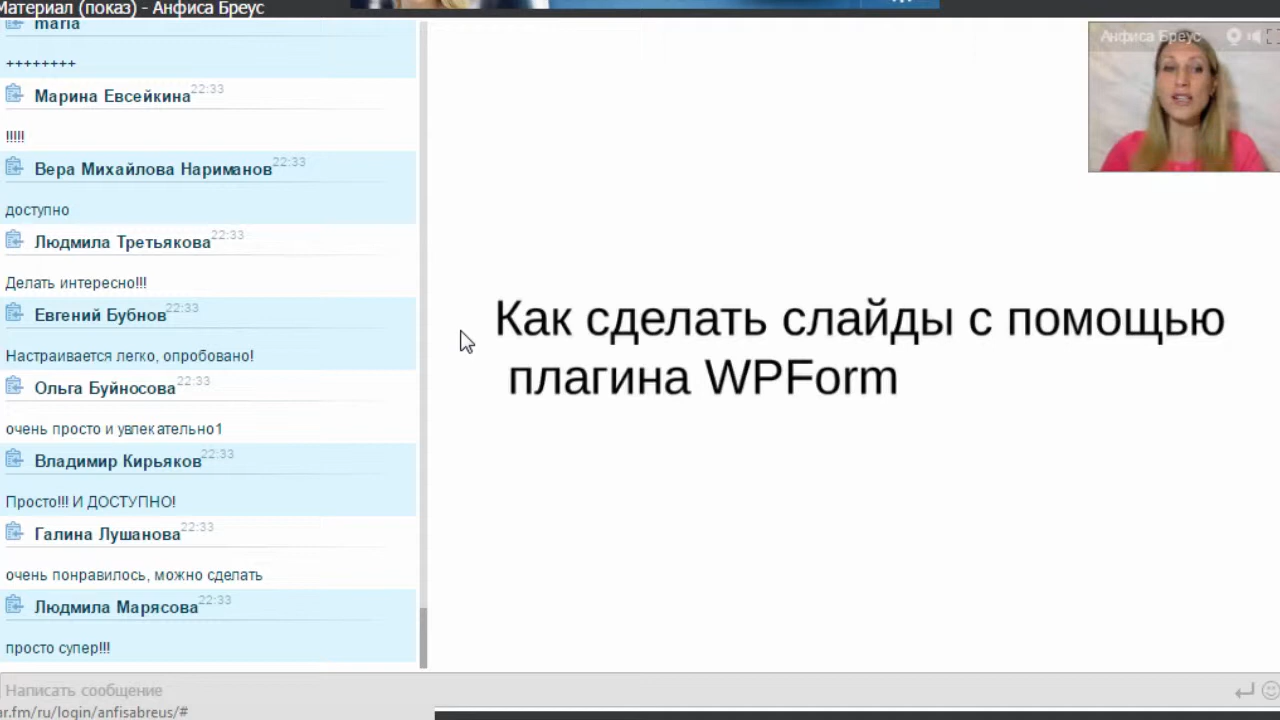 Материал (показ) - Анфиса Бреус
maria
++++++++
Марина Евсейкина 22:33
!!!!!
Вера Михайлова Нариманов 22:33
доступно
Людмила Третьякова 22:33
Делать интересно!!!
Евгений Бубнов 22:33
Настраивается легко, опробовано!
Ольга Буйносова 22:33
очень просто и увлекательно1
Владимир Кирьяков 22:33
Просто!!! И ДОСТУПНО!
Галина Лушанова 22:33
очень понравилось, можно сделать
Людмила Марясова 22:33
просто супер!!!
Написать сообщение
ar.fm/ru/login/anfisabreus/#
Анфиса Бреус
Как сделать слайды с помощью
плагина WPForm